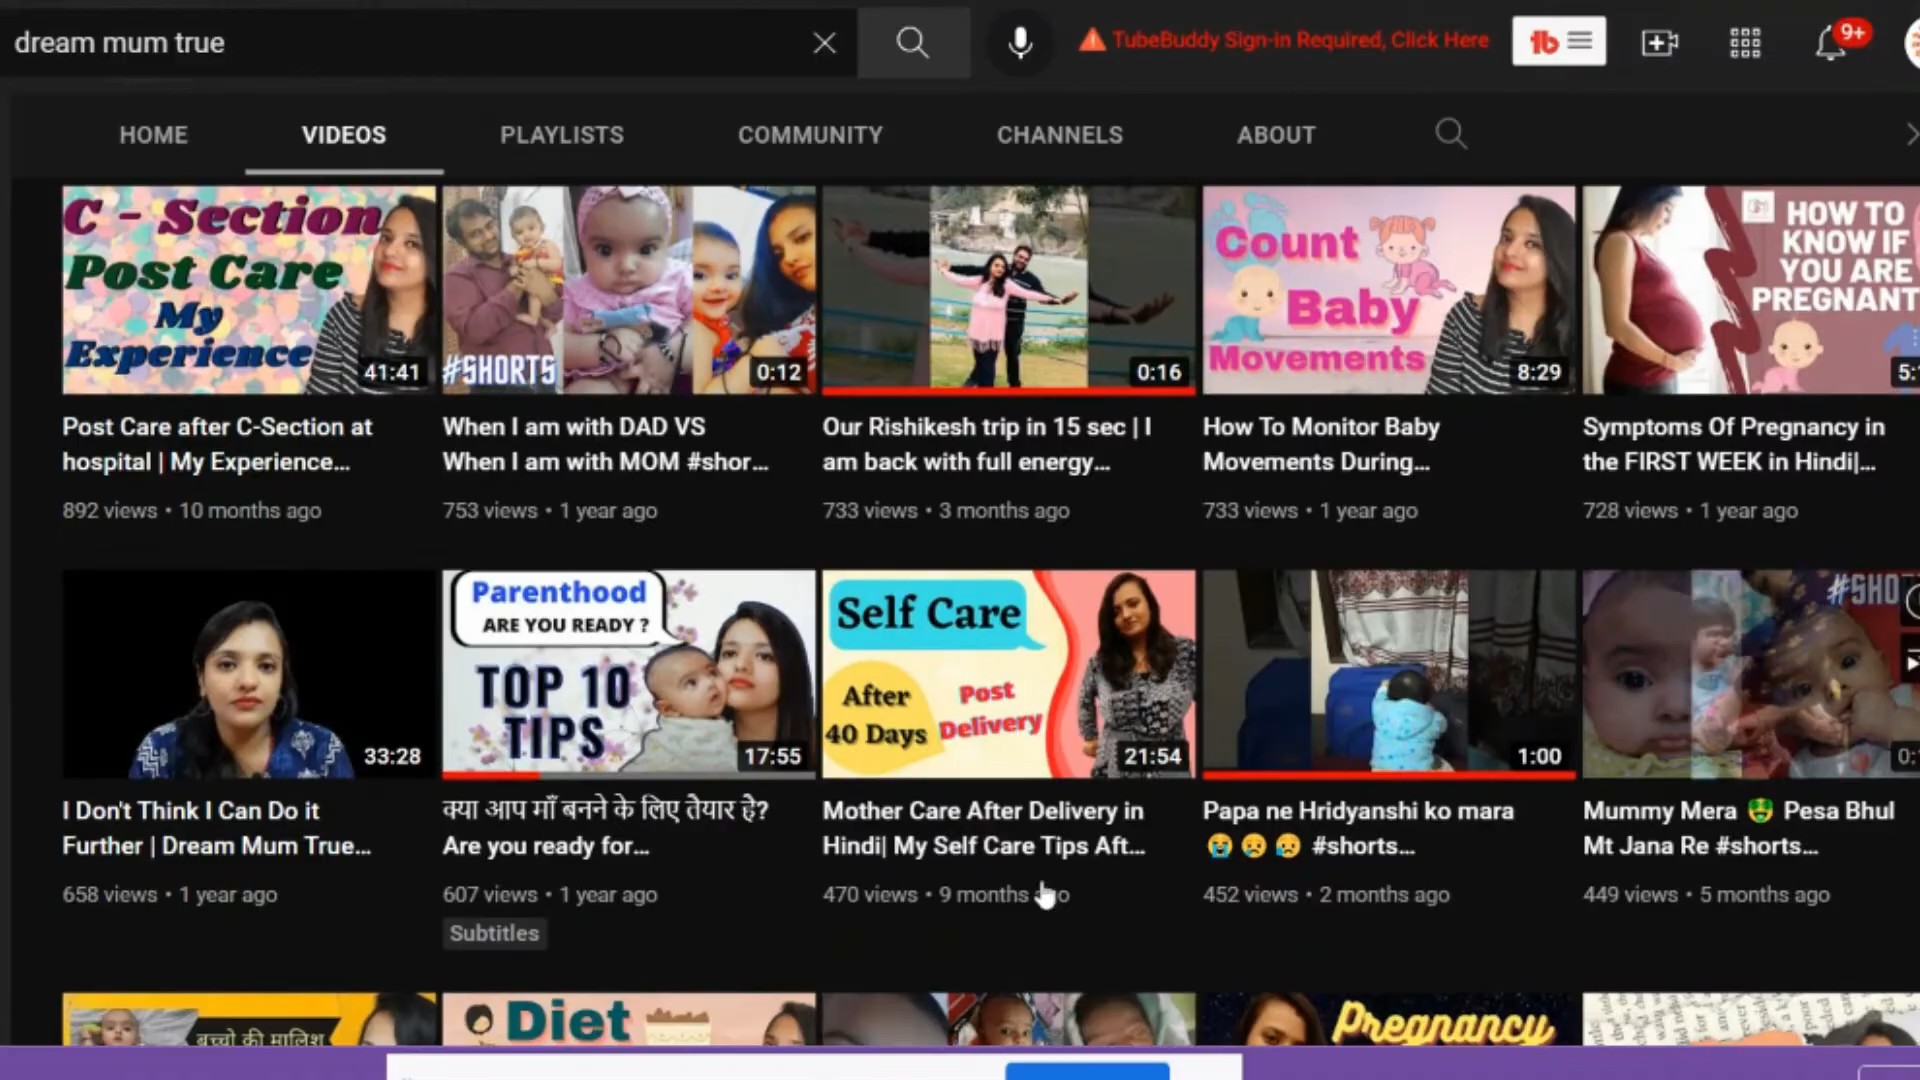 dream mum true
TubeBuddy Sign-in Required, Click Here
tb
9+
HOME VIDEOS PLAYLISTS COMMUNITY CHANNELS ABOUT
C - Section
Post Care
My
Experience
41:41
#SHORTS
0:12
0:16
Count
Baby
Movements
8:29
HOW TO
KNOW IF
YOU ARE
PREGNANT
Post Care after C-Section at
hospital | My Experience...
892 views • 10 months ago
When I am with DAD VS
When I am with MOM #shor...
753 views • 1 year ago
Our Rishikesh trip in 15 sec | I
am back with full energy...
733 views • 3 months ago
How To Monitor Baby
Movements During...
733 views • 1 year ago
Symptoms Of Pregnancy in
the FIRST WEEK in Hindi|...
728 views • 1 year ago
33:28
Parenthood
ARE YOU READY ?
TOP 10
TIPS
17:55
Self Care
After
40 Days
Post
Delivery
21:54
1:00
#SHO
I Don't Think I Can Do it
Further | Dream Mum True...
658 views • 1 year ago
क्या आप माँ बनने के लिए तैयार है?
Are you ready for...
607 views • 1 year ago
Subtitles
Mother Care After Delivery in
Hindi| My Self Care Tips Aft...
470 views • 9 months
Papa ne Hridyanshi ko mara
😭😢😥 #shorts...
452 views • 2 months ago
Mummy Mera 🤑 Pesa Bhul
Mt Jana Re #shorts...
449 views • 5 months ago
बच्चो की मालिश
Diet
Pregnancy